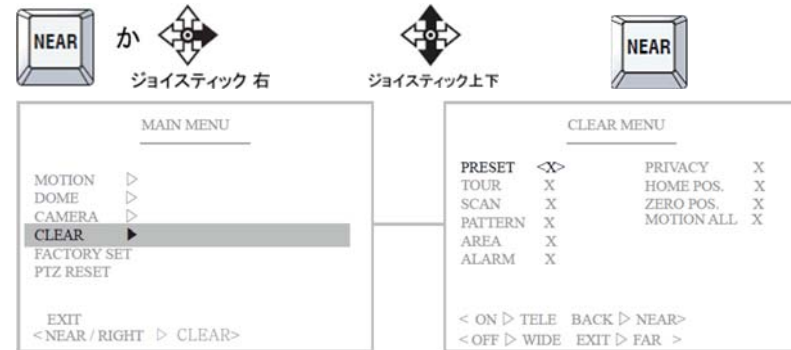 NEAR か NEAR
ジョイスティック 右 ジョイスティック上下
MAIN MENU
MOTION ▷
DOME ▷
CAMERA ▷
CLEAR ▶
FACTORY SET
PTZ RESET
EXIT
<NEAR / RIGHT ▷ CLEAR>
CLEAR MENU
PRESET <X> PRIVACY X
TOUR X HOME POS. X
SCAN X ZERO POS. X
PATTERN X MOTION ALL X
AREA X
ALARM X
< ON ▷ TELE BACK ▷ NEAR>
< OFF ▷ WIDE EXIT ▷ FAR >